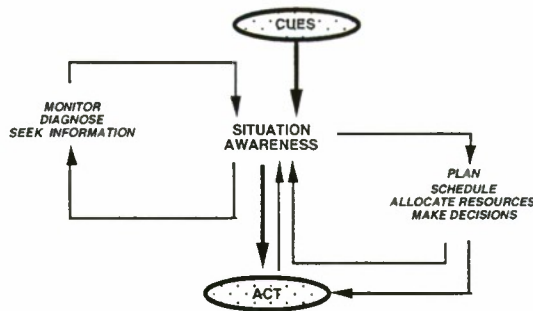 CUES
MONITOR
DIAGNOSE
SEEK INFORMATION
SITUATION
AWARENESS
PLAN
SCHEDULE
ALLOCATE RESOURCES
MAKE DECISIONS
ACT